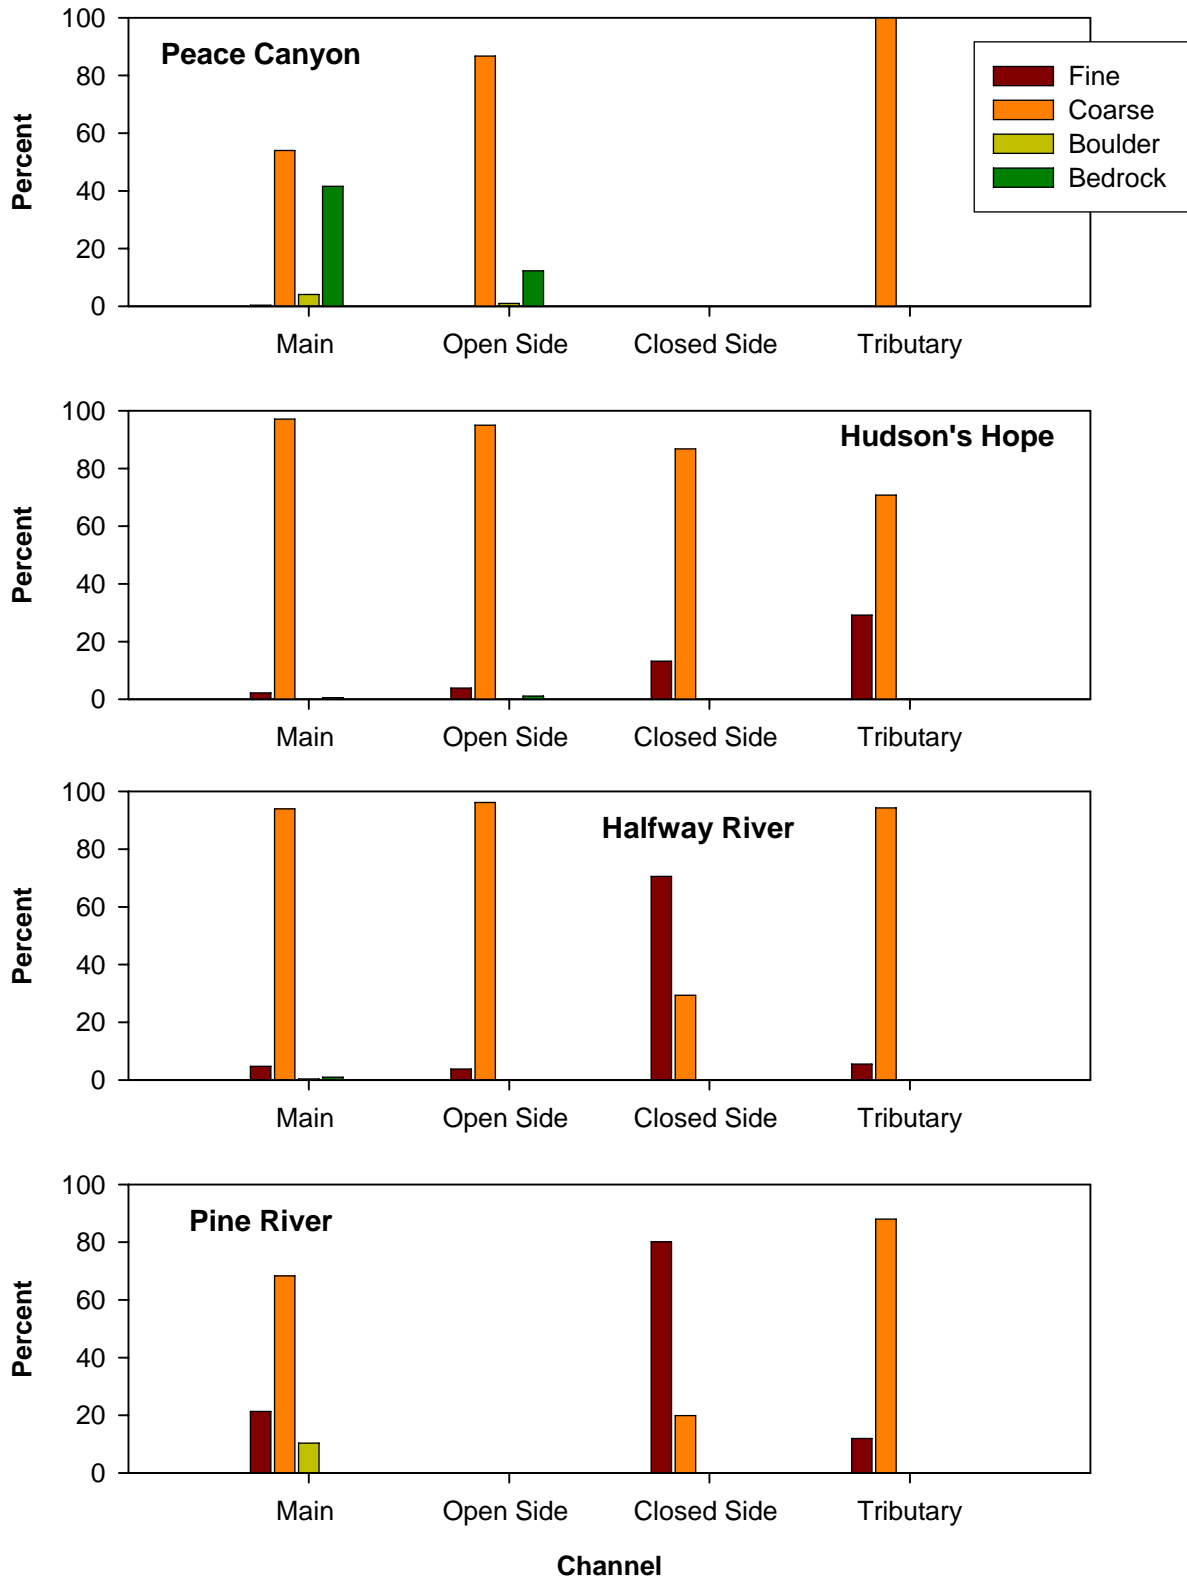 Peace Canyon
Fine
Coarse
Boulder
Bedrock
Percent
100
80
60
40
20
0
Main Open Side Closed Side Tributary
Hudson's Hope
Percent
100
80
60
40
20
0
Main Open Side Closed Side Tributary
Halfway River
Percent
100
80
60
40
20
0
Main Open Side Closed Side Tributary
Pine River
Percent
100
80
60
40
20
0
Main Open Side Closed Side Tributary
Channel